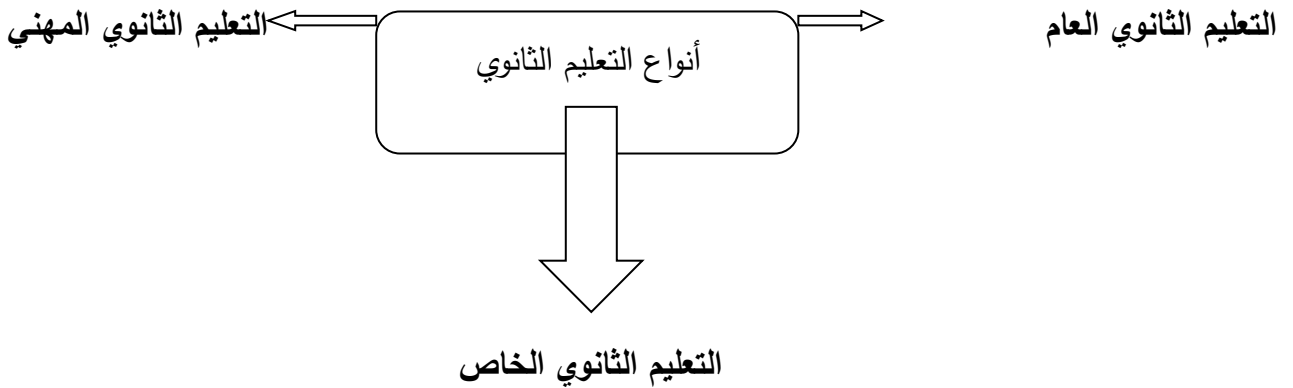 التعليم الثانوي العام
التعليم الثانوي المهني
أنواع التعليم الثانوي
التعليم الثانوي الخاص